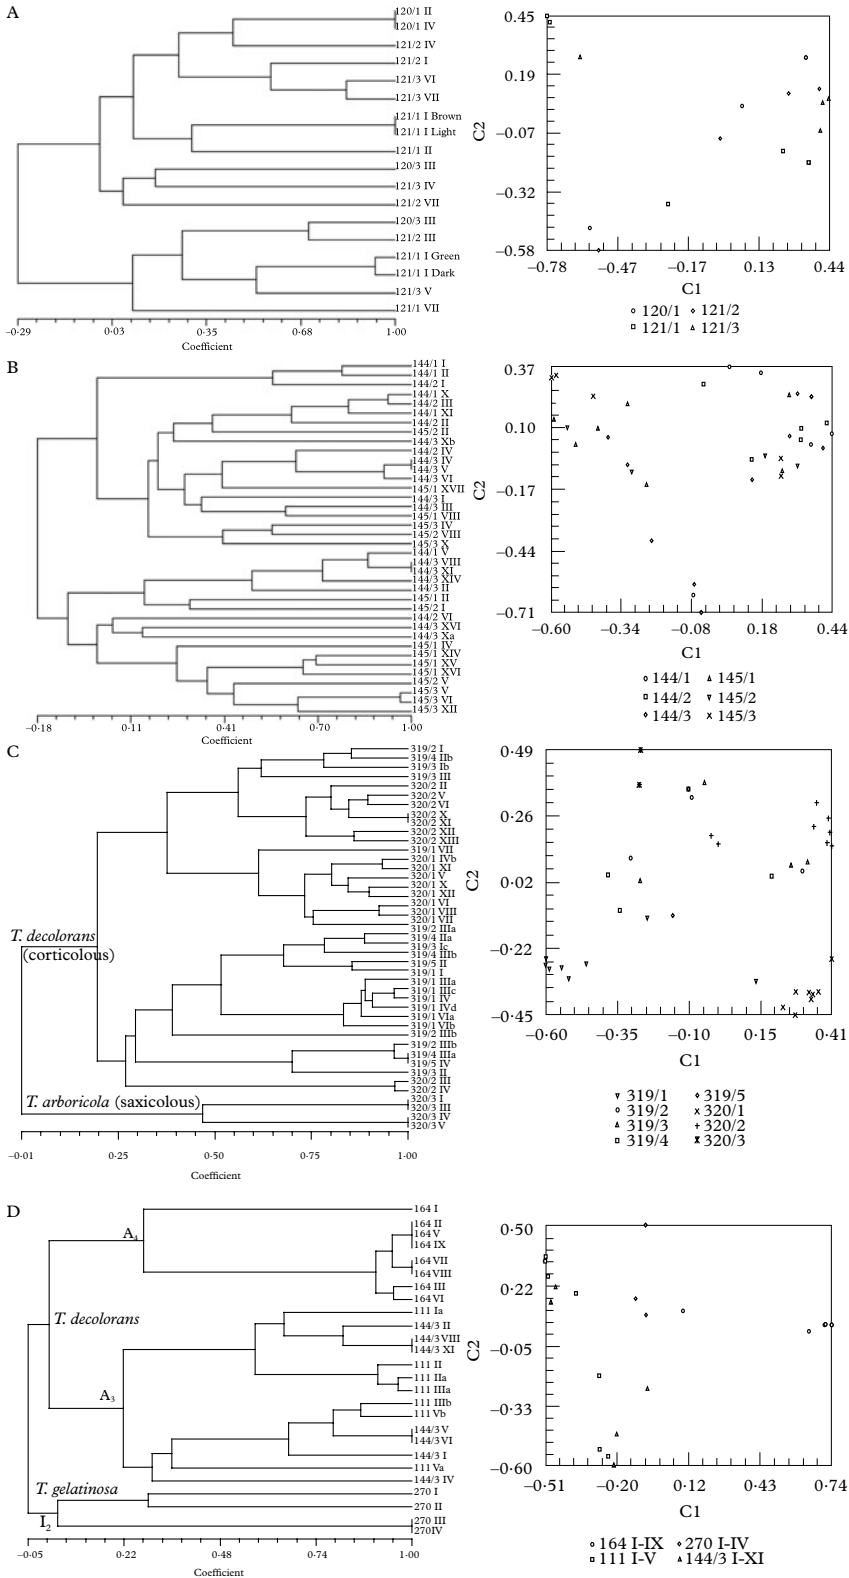 A
120/1 II
120/1 IV
121/2 IV
121/2 I
121/3 VI
121/3 VII
121/1 I Brown
121/1 I Light
121/1 II
120/3 III
121/3 IV
121/2 VII
120/3 III
121/2 III
121/1 I Green
121/1 I Dark
121/3 V
121/1 VII
−0·29 0·03 0·35 0·68 1·00
Coefficient
0.45
0.19
−0.07
−0.32
−0.58
C2
−0.78 −0.47 −0.17 0.13 0.44
C1
120/1 121/2
121/1 121/3
B
144/1 I
144/1 II
144/2 I
144/1 X
144/2 III
144/1 XI
144/2 II
145/2 II
144/3 Xb
144/2 IV
144/3 IV
144/3 V
144/3 VI
145/1 XVII
144/3 I
144/3 III
145/1 VIII
145/3 IV
145/2 VIII
145/3 X
144/1 V
144/3 VIII
144/3 XI
144/3 XIV
144/3 II
145/1 II
145/2 I
144/2 VI
144/3 XVI
144/3 Xa
145/1 IV
145/1 XIV
145/1 XV
145/1 XVI
145/2 V
145/3 V
145/3 VI
145/3 XII
−0·18 0·11 0·41 0·70 1·00
Coefficient
0.37
0.10
−0.17
−0.44
−0.71
C2
−0.60 −0.34 −0.08 0.18 0.44
C1
144/1 145/1
144/2 145/2
144/3 145/3
C
319/2 I
319/4 IIb
319/3 Ib
319/3 III
320/2 II
320/2 V
320/2 VI
320/2 X
320/2 XI
320/2 XII
320/2 XIII
319/1 VII
320/1 IVb
320/1 XI
320/1 V
320/1 X
320/1 XII
320/1 VI
320/1 VIII
320/1 VII
319/2 IIIa
319/4 IIa
319/3 Ic
319/4 IIIb
319/5 II
319/1 I
319/1 IIIa
319/1 IIIc
319/1 IV
319/1 IVd
319/1 VIa
319/1 VIb
319/2 IIIb
319/2 IIIb
319/4 IIIa
319/5 IV
319/3 II
320/2 III
320/2 IV
320/3 I
320/3 III
320/3 IV
320/3 V
T. decolorans
(corticolous)
T. arboricola (saxicolous)
−0·01 0·25 0·50 0·75 1·00
Coefficient
0·49
0·26
0·02
−0·22
−0·45
C2
−0·60 −0·35 −0·10 0·15 0·41
C1
319/1 319/5
319/2 320/1
319/3 320/2
319/4 320/3
D
164 I
164 II
164 V
164 IX
164 VII
164 VIII
164 III
164 VI
111 Ia
144/3 II
144/3 VIII
144/3 XI
111 II
111 IIa
111 IIIa
111 IIIb
111 Vb
144/3 V
144/3 VI
144/3 I
111 Va
144/3 IV
270 I
270 II
270 III
270 IV
A4
T. decolorans
A3
T. gelatinosa
I2
−0·05 0·22 0·48 0·74 1·00
Coefficient
0·50
0·22
−0·05
−0·33
−0·60
C2
−0·51 −0·20 0·12 0·43 0·74
C1
164 I-IX 270 I-IV
111 I-V 144/3 I-XI